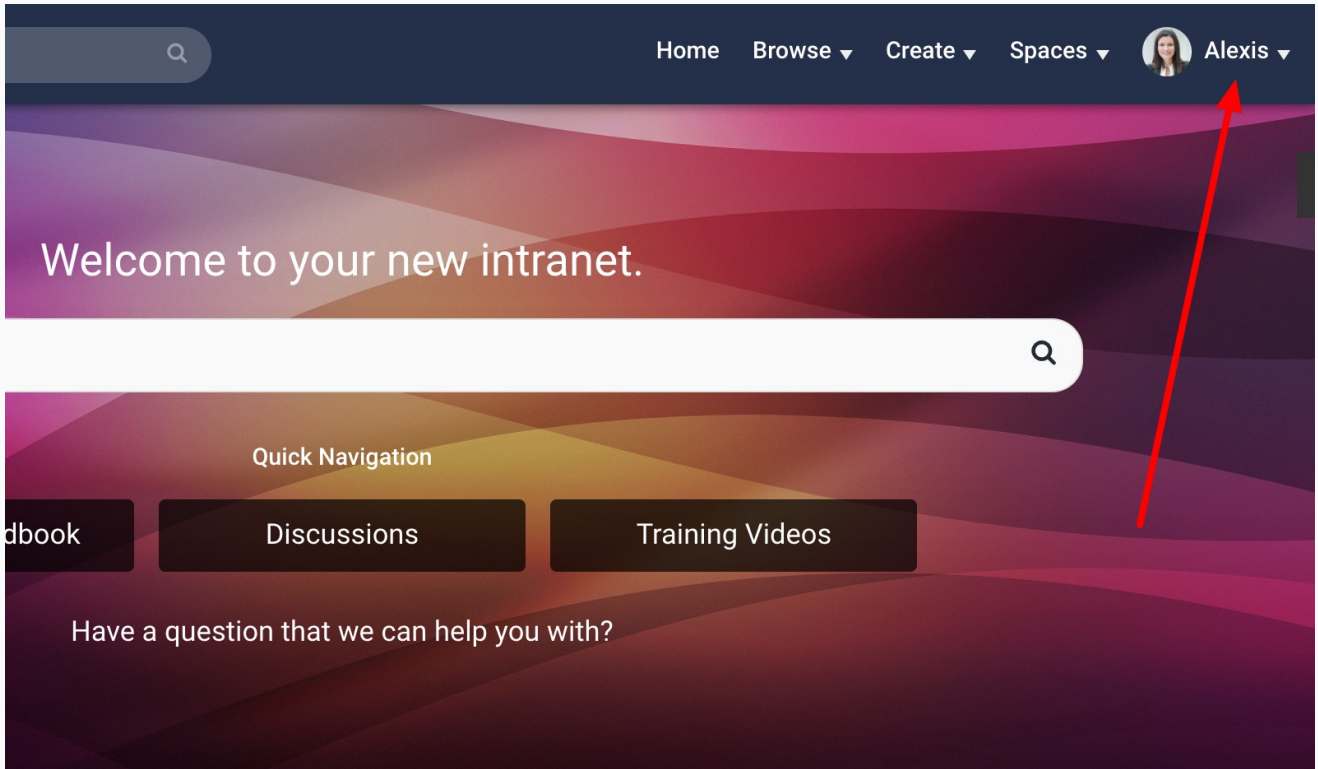 Home Browse Create Spaces Alexis
Welcome to your new intranet.
Quick Navigation
dbook Discussions Training Videos
Have a question that we can help you with?